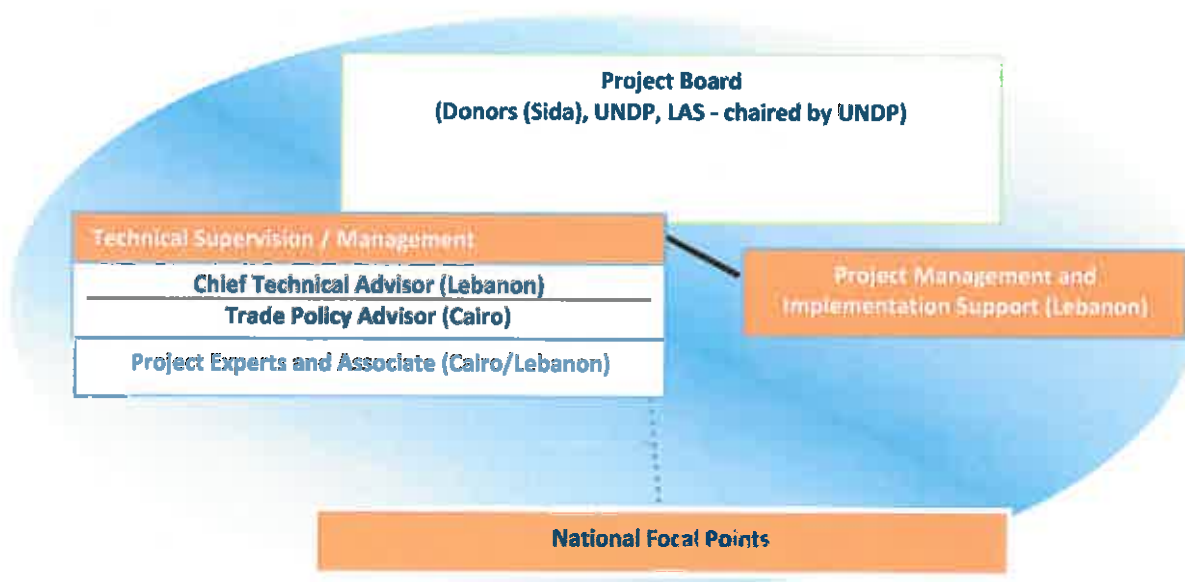 Project Board
(Donors (Sida), UNDP, LAS - chaired by UNDP)
Technical Supervision / Management
Chief Technical Advisor (Lebanon)
Trade Policy Advisor (Cairo)
Project Experts and Associate (Cairo/Lebanon)
Project Management and
Implementation Support (Lebanon)
National Focal Points